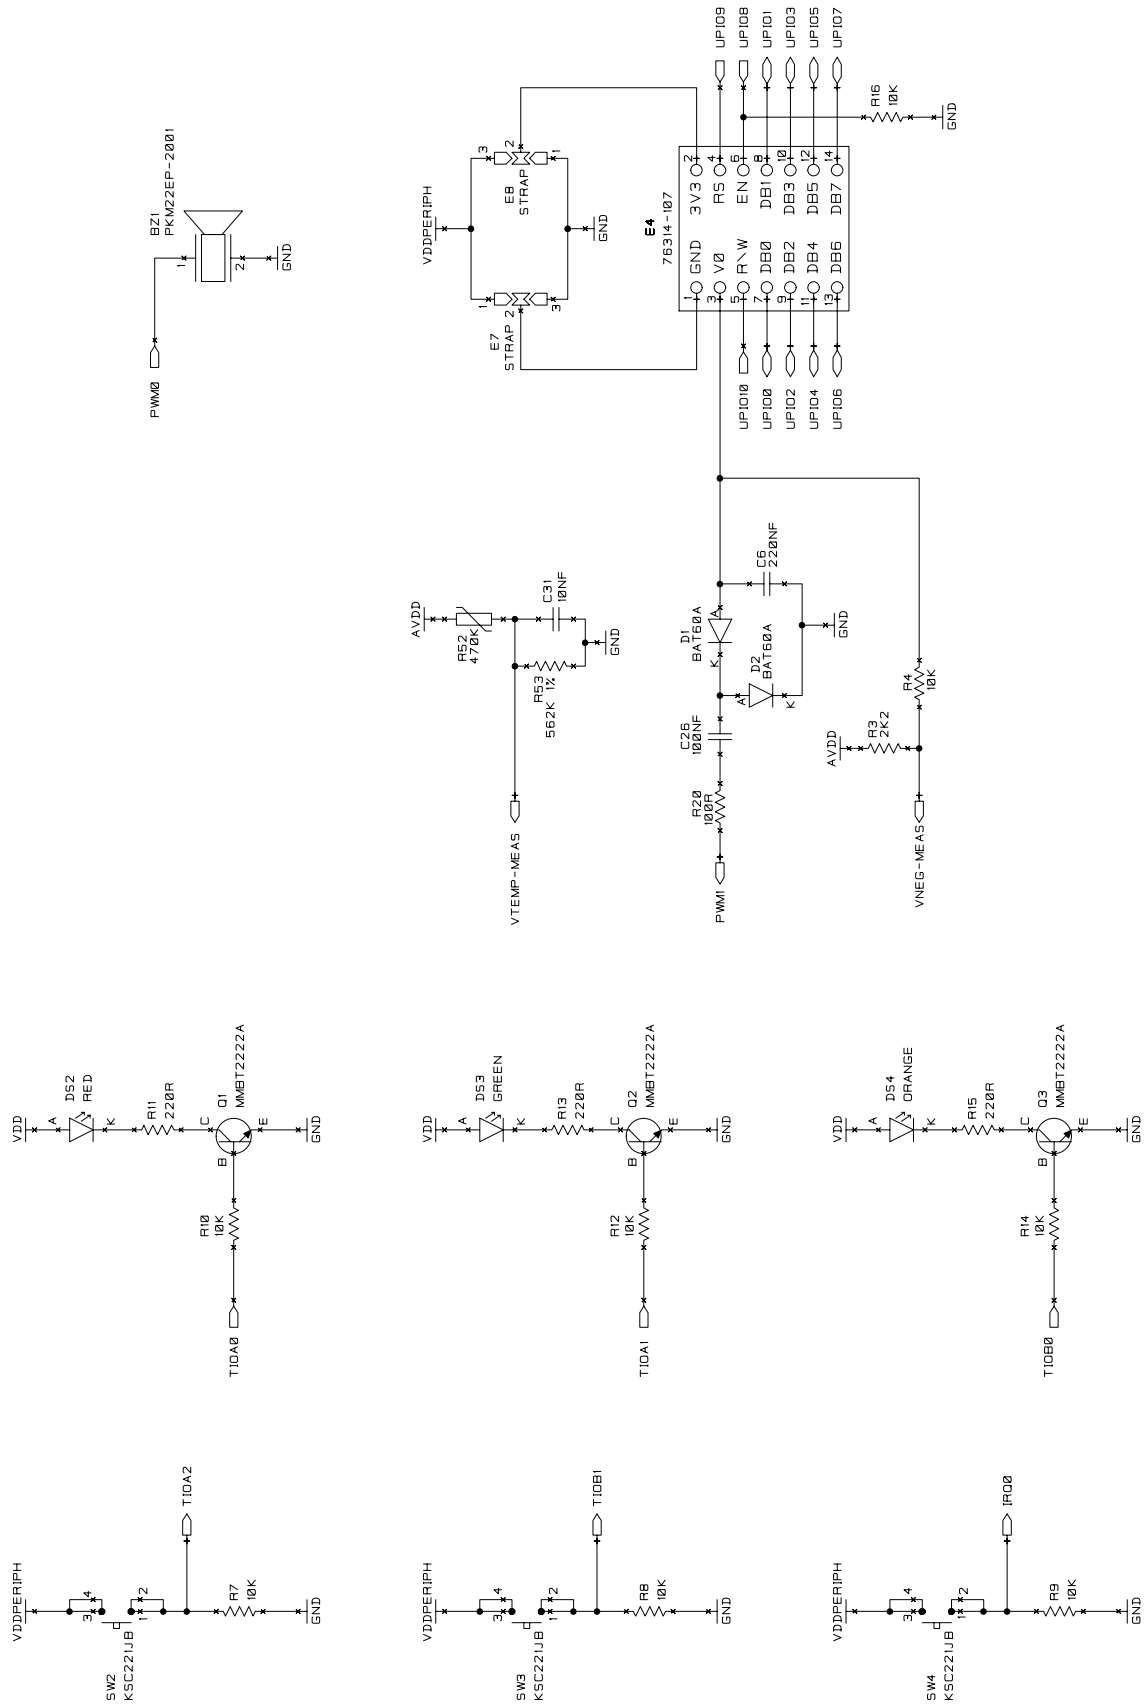 UPIO9
UPIO8
UPIO1
UPIO3
UPIO5
UPIO7
R16
10K
GND
BZ1
PKM22EP-2001
1
2
GND
PWM0
VDDPERIPH
3
2
1
E8
STRAP
GND
1
2
3
E7
STRAP
2
4
6
8
10
12
14
3V3
RS
EN
DB1
DB3
DB5
DB7
E4
76314-107
GND
V0
R\W
DB0
DB2
DB4
DB6
1
3
5
7
9
11
13
UPIO10
UPIO0
UPIO2
UPIO4
UPIO6
AVDD
R52
470K
C31
10NF
R53
562K 1%
GND
VTEMP-MEAS
C6
220NF
A
D1
BAT60A
K
A
D2
BAT60A
K
GND
C26
100NF
R20
100R
PWM1
R4
10K
AVDD
R3
2K2
VNEG-MEAS
VDD
A
DS2
RED
K
R11
220R
C
Q1
MMBT2222A
B
E
GND
R10
10K
TIOA0
VDD
A
DS3
GREEN
K
R13
220R
C
Q2
MMBT2222A
B
E
GND
R12
10K
TIOA1
VDD
A
DS4
ORANGE
K
R15
220R
C
Q3
MMBT2222A
B
E
GND
R14
10K
TIOB0
VDDPERIPH
4
3
2
1
TIOA2
R7
10K
GND
SW2
KSC221JB
VDDPERIPH
4
3
2
1
TIOB1
R8
10K
GND
SW3
KSC221JB
VDDPERIPH
4
3
2
1
IRQ0
R9
10K
GND
SW4
KSC221JB